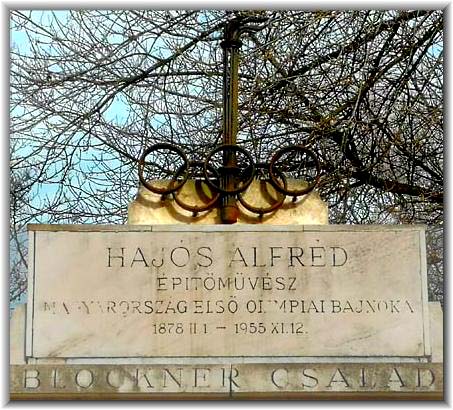 HAJÓS ALFRÉD
ÉPITŐMŰVÉSZ
MAGYARORSZÁG ELSŐ OLIMPIAI BAJNOKA
1878 II.1 – 1955 XI.12.
BLOCKNER CSALÁD